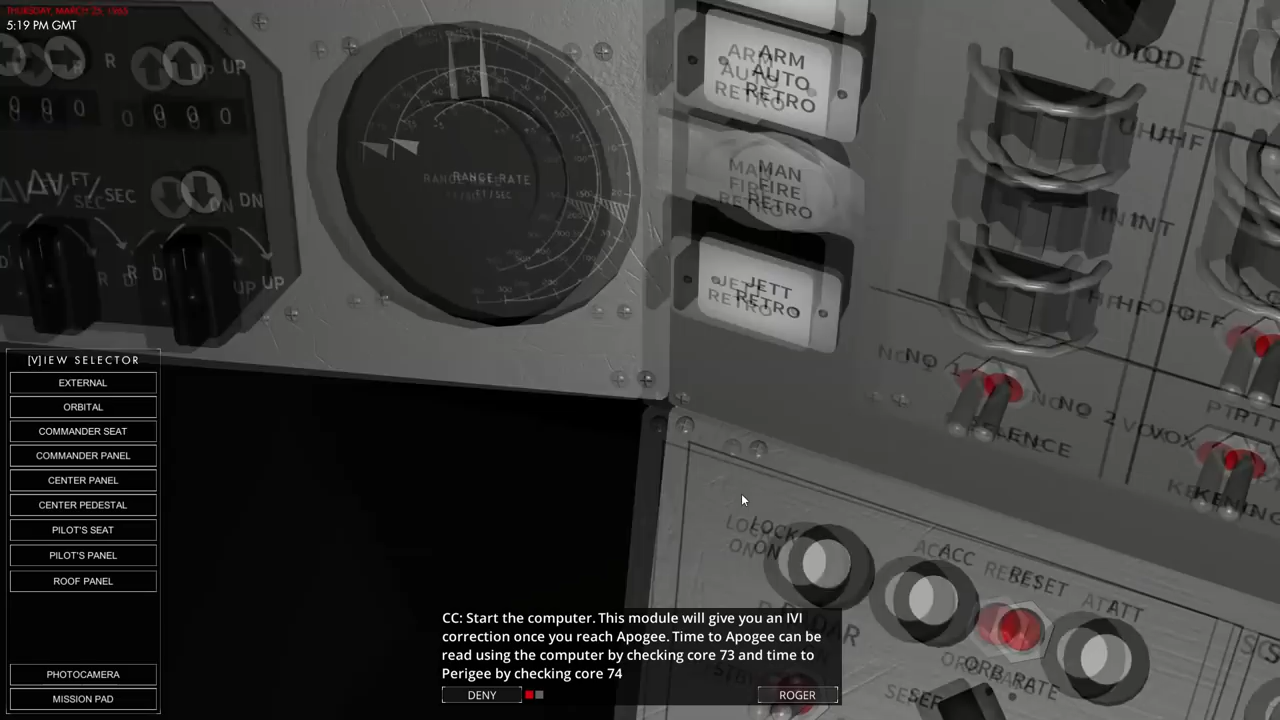 THURSDAY, MARCH 25, 1965
5:19 PM GMT
R
UP
FT
ΔV /SEC
DN
R
UP
RANGE RATE
FT/SEC
ARM
AUTO
RETRO
MAN
FIRE
RETRO
JETT
RETRO
MODE
UHF
INT
HF
OFF
NO 1
NO 2
VOX
PTT
LOCK
ON
ACC
RESET
ATT
RADAR
ORB RATE
[V]IEW SELECTOR
EXTERNAL
ORBITAL
COMMANDER SEAT
COMMANDER PANEL
CENTER PANEL
CENTER PEDESTAL
PILOT'S SEAT
PILOT'S PANEL
ROOF PANEL
PHOTOCAMERA
MISSION PAD
CC: Start the computer. This module will give you an IVI
correction once you reach Apogee. Time to Apogee can be
read using the computer by checking core 73 and time to
Perigee by checking core 74
DENY
ROGER